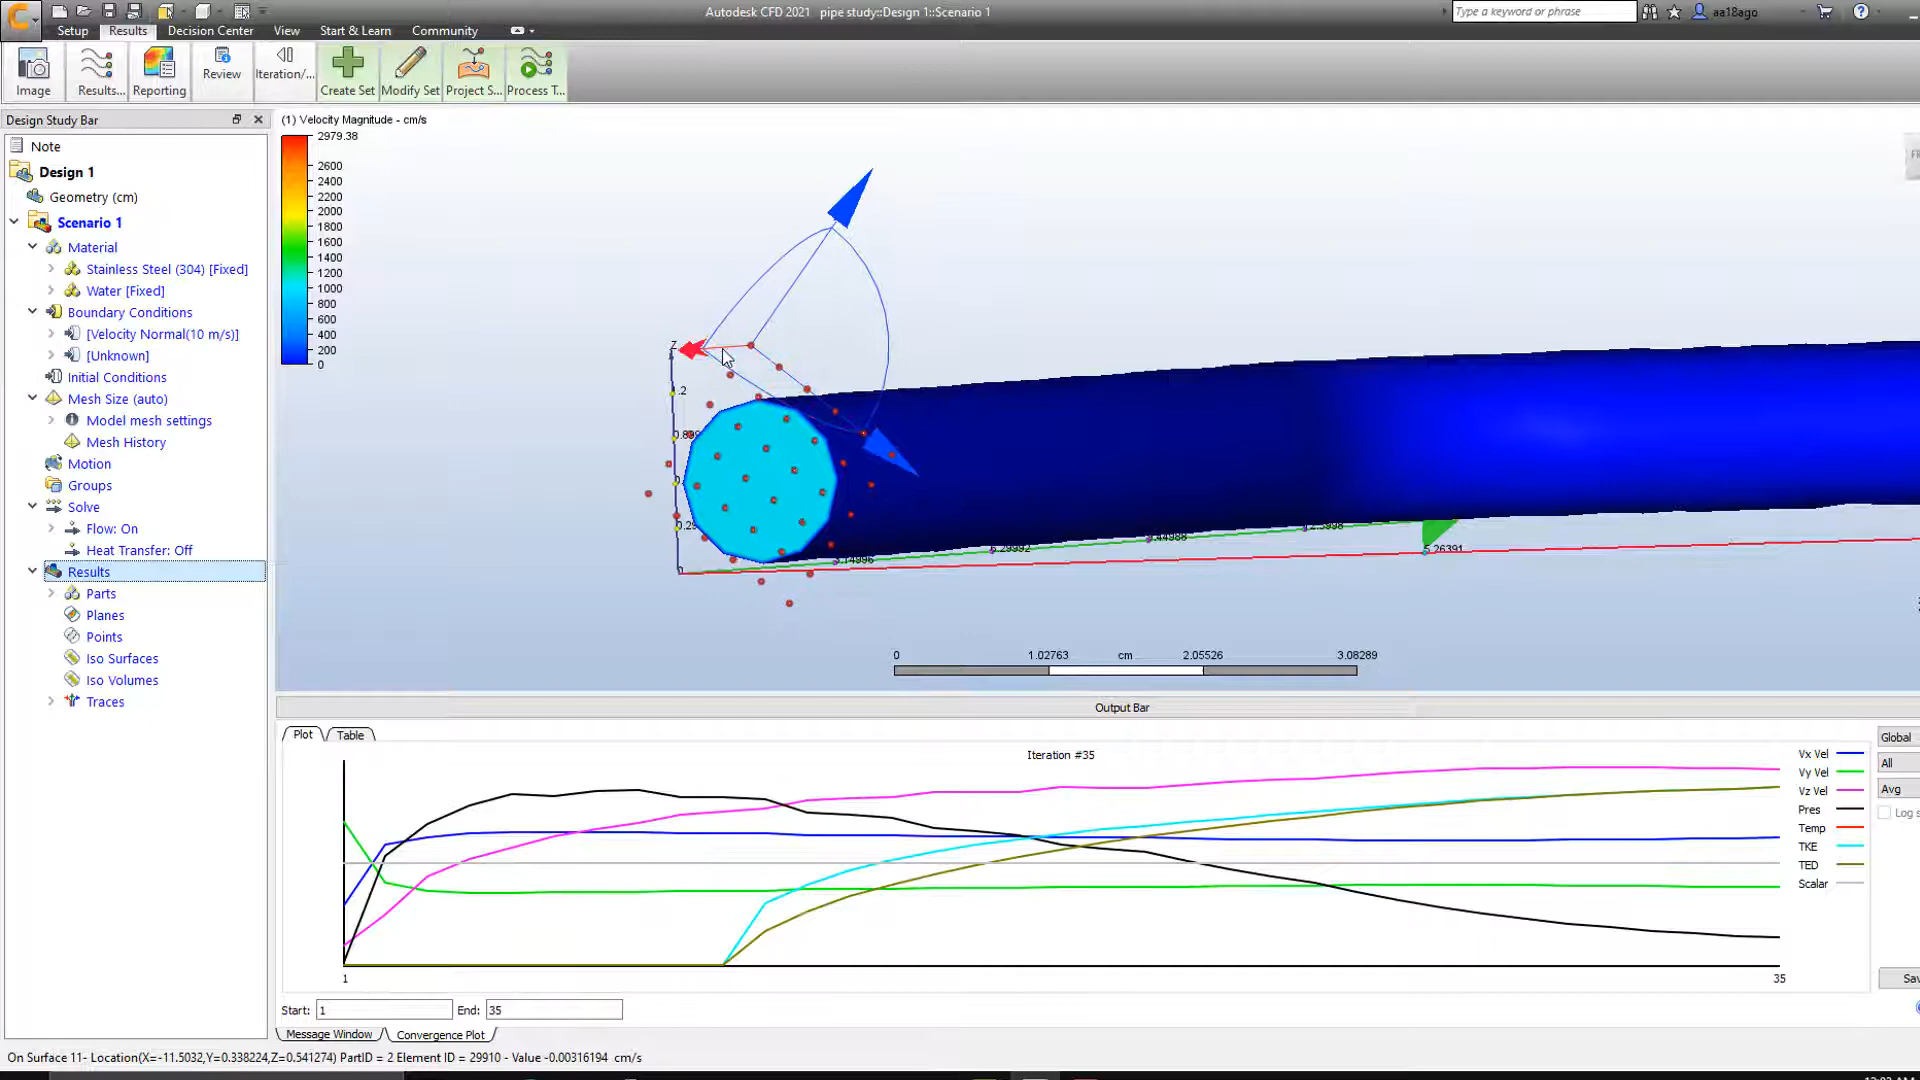 Autodesk CFD 2021 pipe study::Design 1::Scenario 1
Type a keyword or phrase
aa18ago
Setup Results Decision Center View Start & Learn Community
Image Results... Reporting Review Iteration/... Create Set Modify Set Project S... Process T...
Design Study Bar
Note
Design 1
Geometry (cm)
Scenario 1
Material
Stainless Steel (304) [Fixed]
Water [Fixed]
Boundary Conditions
[Velocity Normal(10 m/s)]
[Unknown]
Initial Conditions
Mesh Size (auto)
Model mesh settings
Mesh History
Motion
Groups
Solve
Flow: On
Heat Transfer: Off
Results
Parts
Planes
Points
Iso Surfaces
Iso Volumes
Traces
(1) Velocity Magnitude - cm/s
2979.38
2600
2400
2200
2000
1800
1600
1400
1200
1000
800
600
400
200
0
Z
.2
6.29992
5.26391
0 1.02763 cm 2.05526 3.08289
Output Bar
Plot Table
Iteration #35
Vx Vel
Vy Vel
Vz Vel
Pres
Temp
TKE
TED
Scalar
Global
All
Avg
Log s
Sav
1 35
Start: 1 End: 35
Message Window Convergence Plot
On Surface 11- Location(X=-11.5032,Y=0.338224,Z=0.541274) PartID = 2 Element ID = 29910 - Value -0.00316194 cm/s